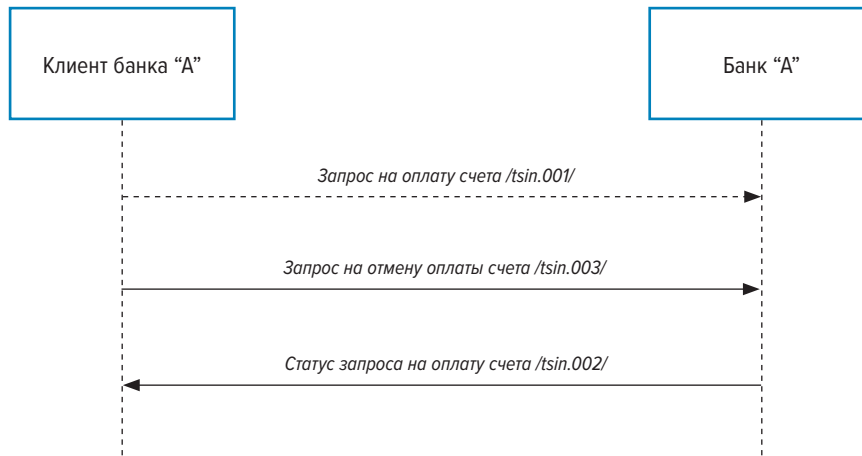 Клиент банка “А”
Банк “А”
Запрос на оплату счета /tsin.001/
Запрос на отмену оплаты счета /tsin.003/
Статус запроса на оплату счета /tsin.002/